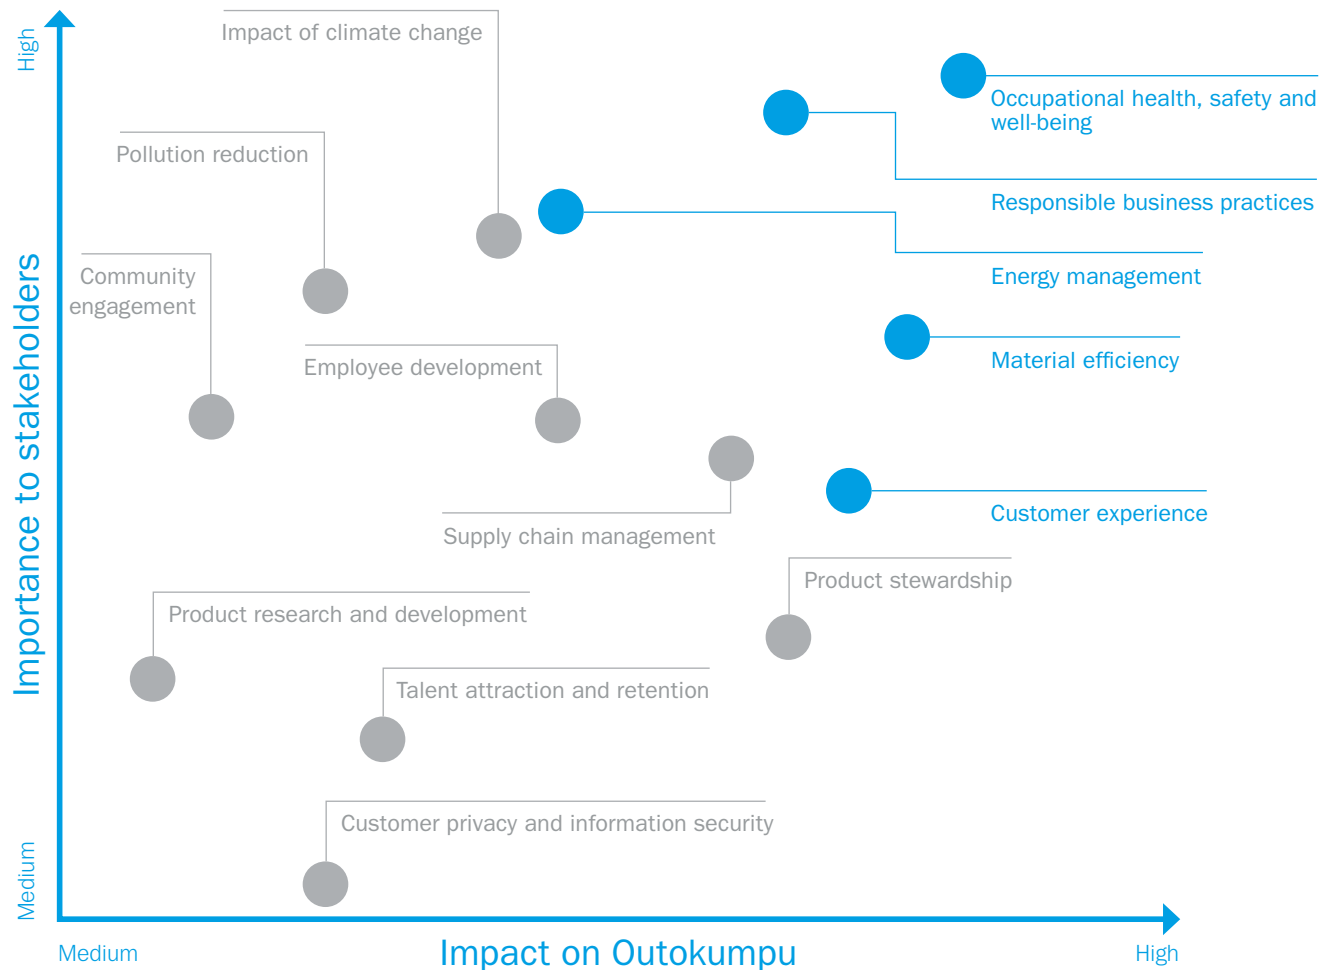 High
Impact of climate change
Occupational health, safety and
well-being
Pollution reduction
Responsible business practices
Community
engagement
Energy management
Importance to stakeholders
Employee development
Material efficiency
Supply chain management
Customer experience
Product stewardship
Product research and development
Talent attraction and retention
Customer privacy and information security
Medium
Medium
Impact on Outokumpu
High